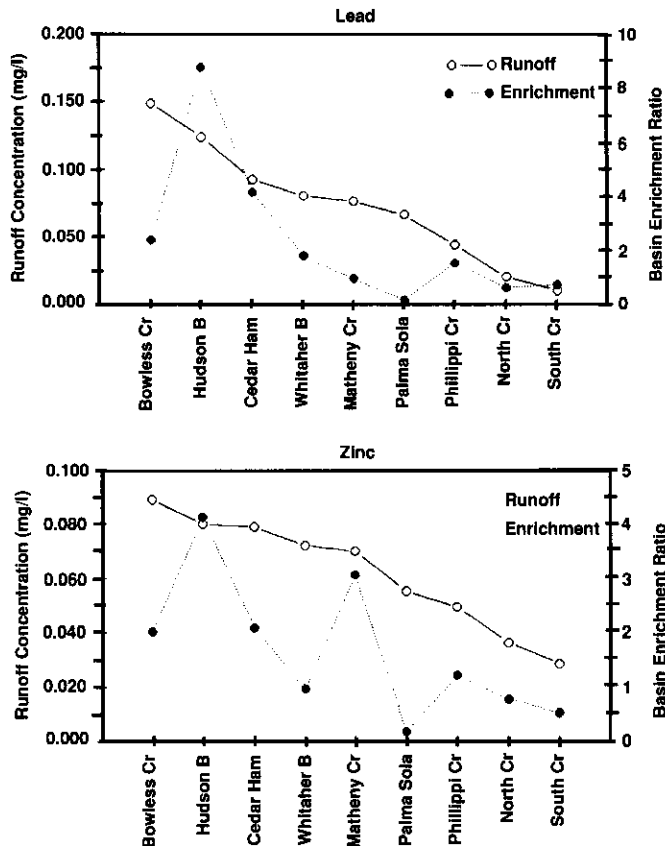 Lead
Runoff Concentration (mg/l)
0.200
0.150
0.100
0.050
0.000
Runoff
Enrichment
10
8
6
4
2
0
Basin Enrichment Ratio
Bowless Cr
Hudson B
Cedar Ham
Whitaher B
Matheny Cr
Palma Sola
Phillippi Cr
North Cr
South Cr
Zinc
Runoff Concentration (mg/l)
0.100
0.080
0.060
0.040
0.020
0.000
Runoff
Enrichment
5
4
3
2
1
0
Basin Enrichment Ratio
Bowless Cr
Hudson B
Cedar Ham
Whitaher B
Matheny Cr
Palma Sola
Phillippi Cr
North Cr
South Cr